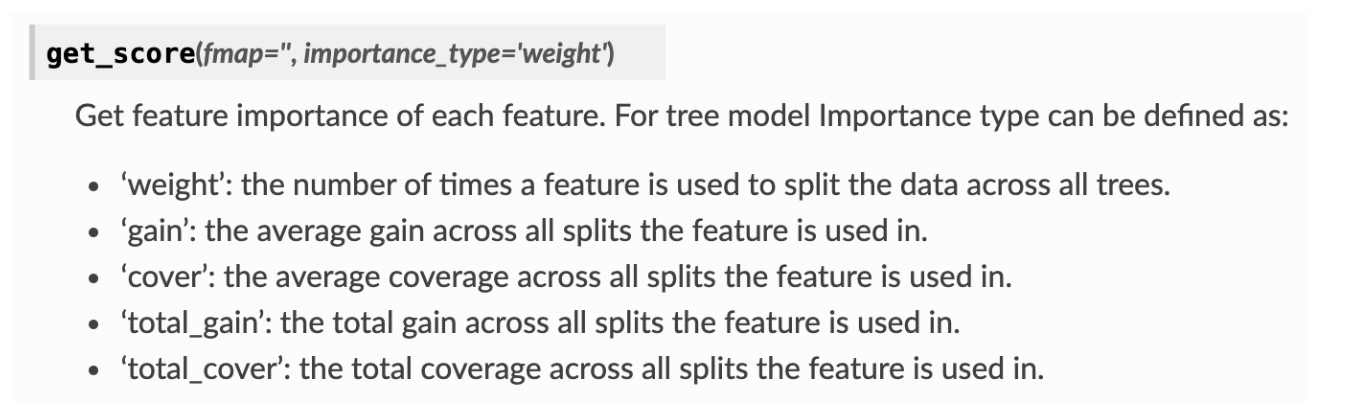 get_score(fmap='', importance_type='weight')
Get feature importance of each feature. For tree model Importance type can be defined as:
• ‘weight’: the number of times a feature is used to split the data across all trees.
• ‘gain’: the average gain across all splits the feature is used in.
• ‘cover’: the average coverage across all splits the feature is used in.
• ‘total_gain’: the total gain across all splits the feature is used in.
• ‘total_cover’: the total coverage across all splits the feature is used in.